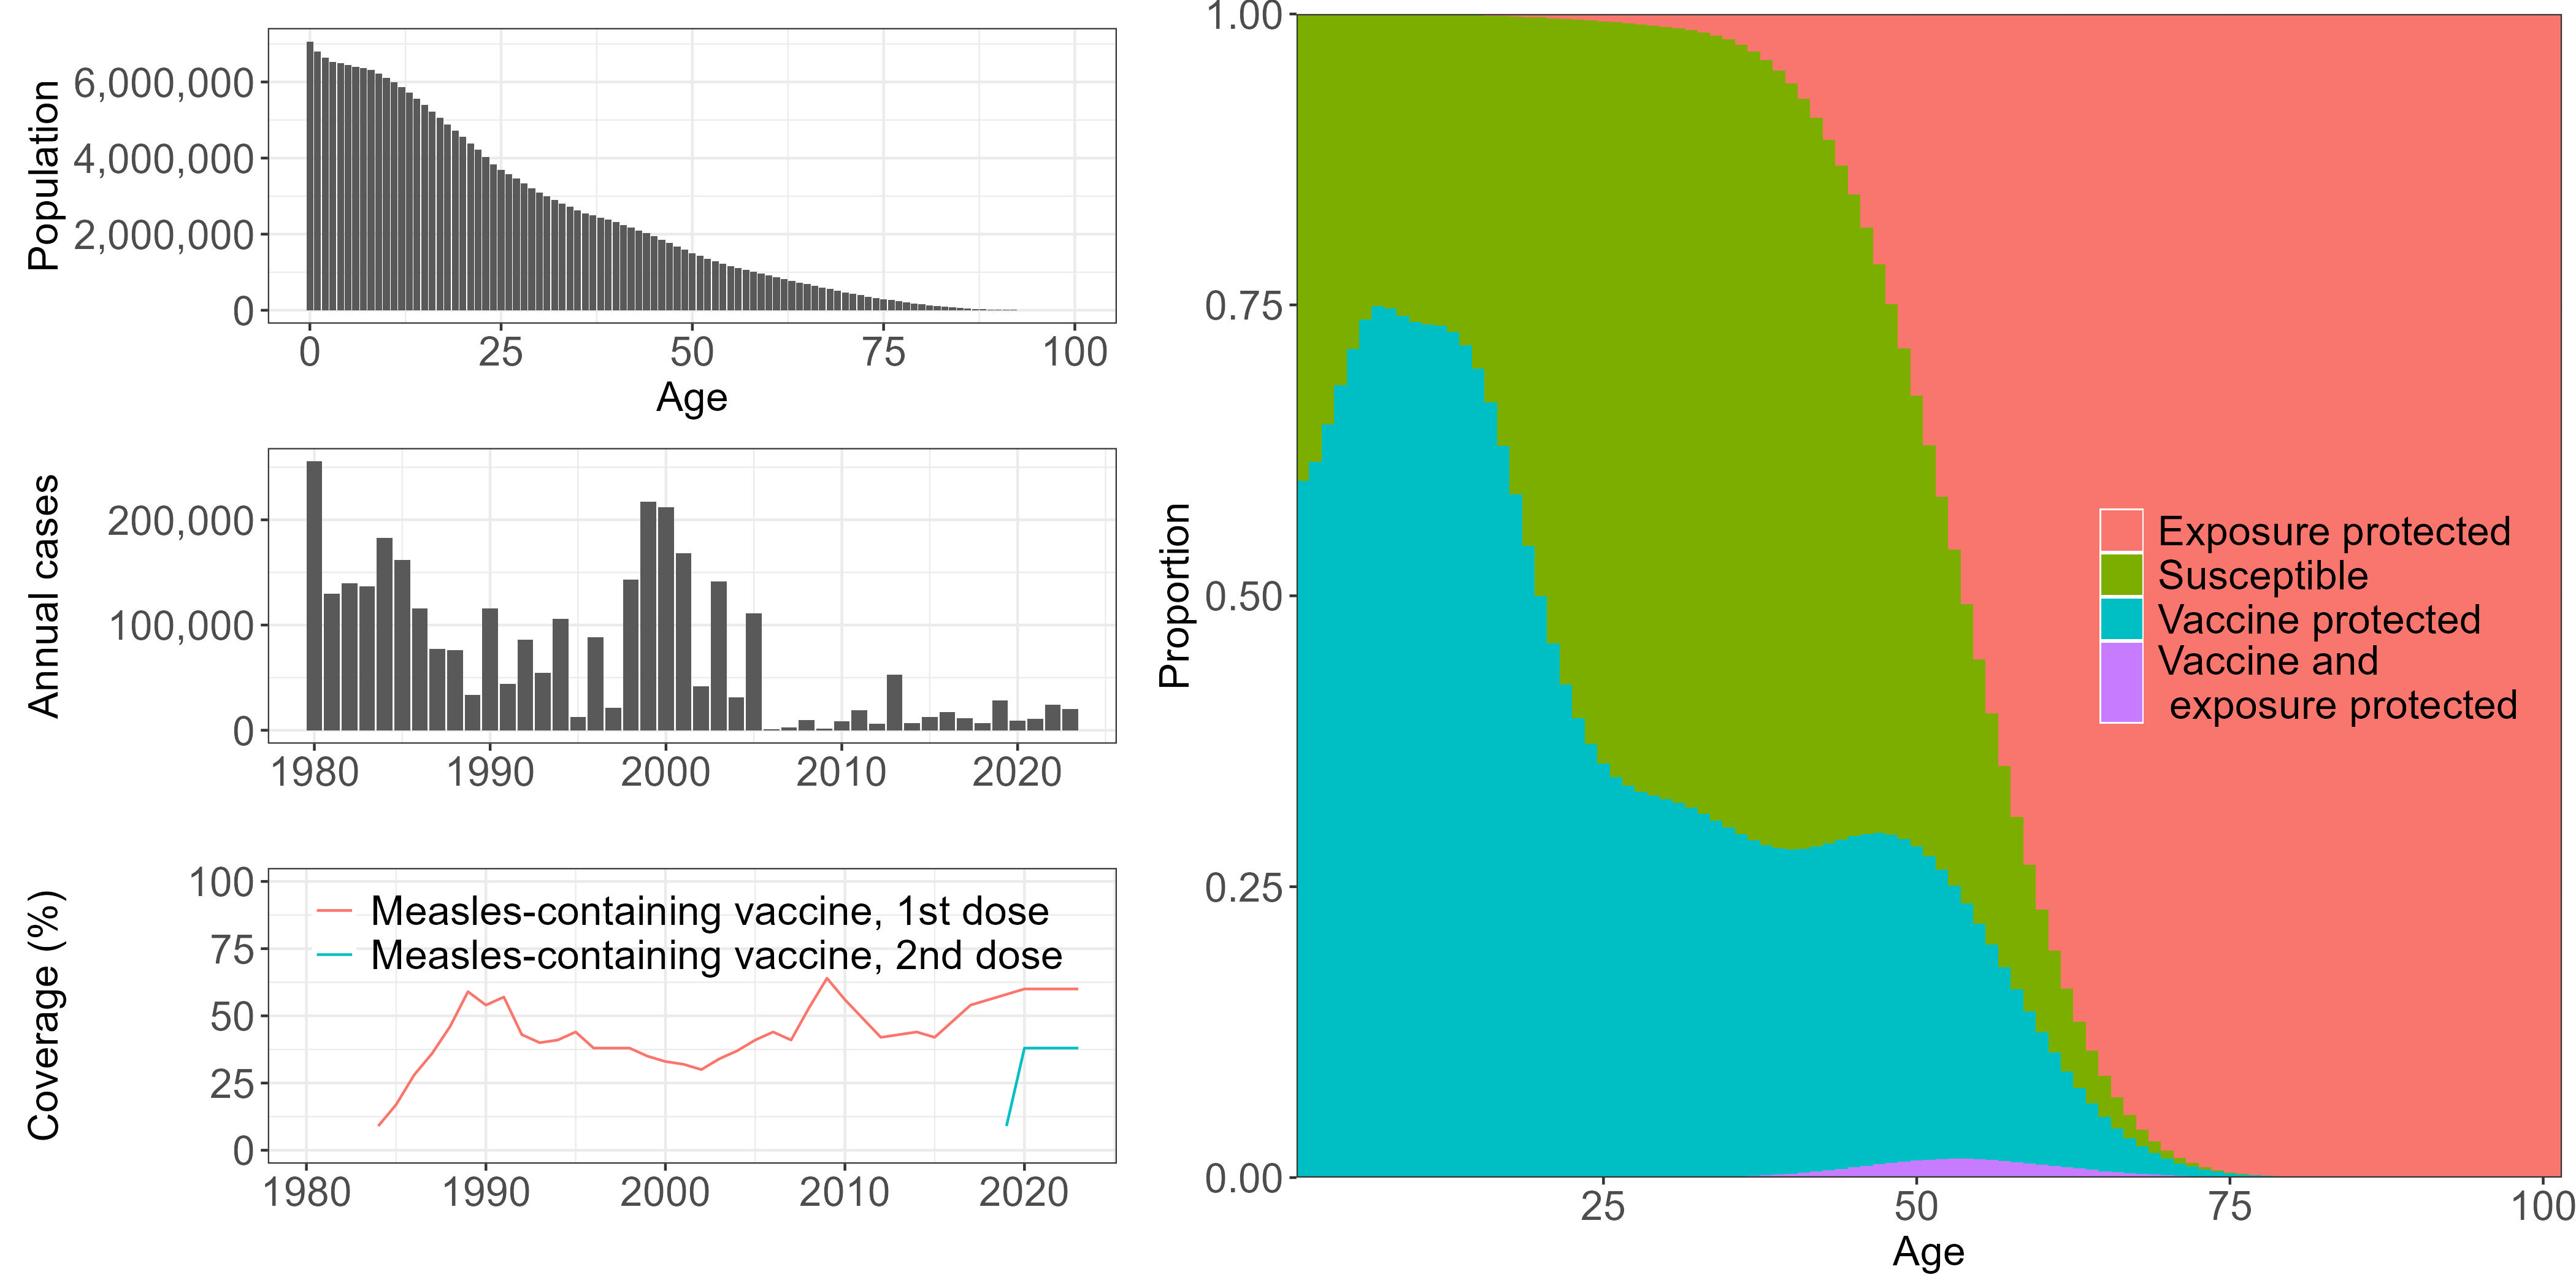 Population
6,000,000
4,000,000
2,000,000
0
0 25 50 75 100
Age
Annual cases
200,000
100,000
0
1980 1990 2000 2010 2020
Coverage (%)
100
75
50
25
0
Measles-containing vaccine, 1st dose
Measles-containing vaccine, 2nd dose
1980 1990 2000 2010 2020
Proportion
1.00
0.75
0.50
0.25
0.00
Exposure protected
Susceptible
Vaccine protected
Vaccine and
exposure protected
25 50 75 100
Age